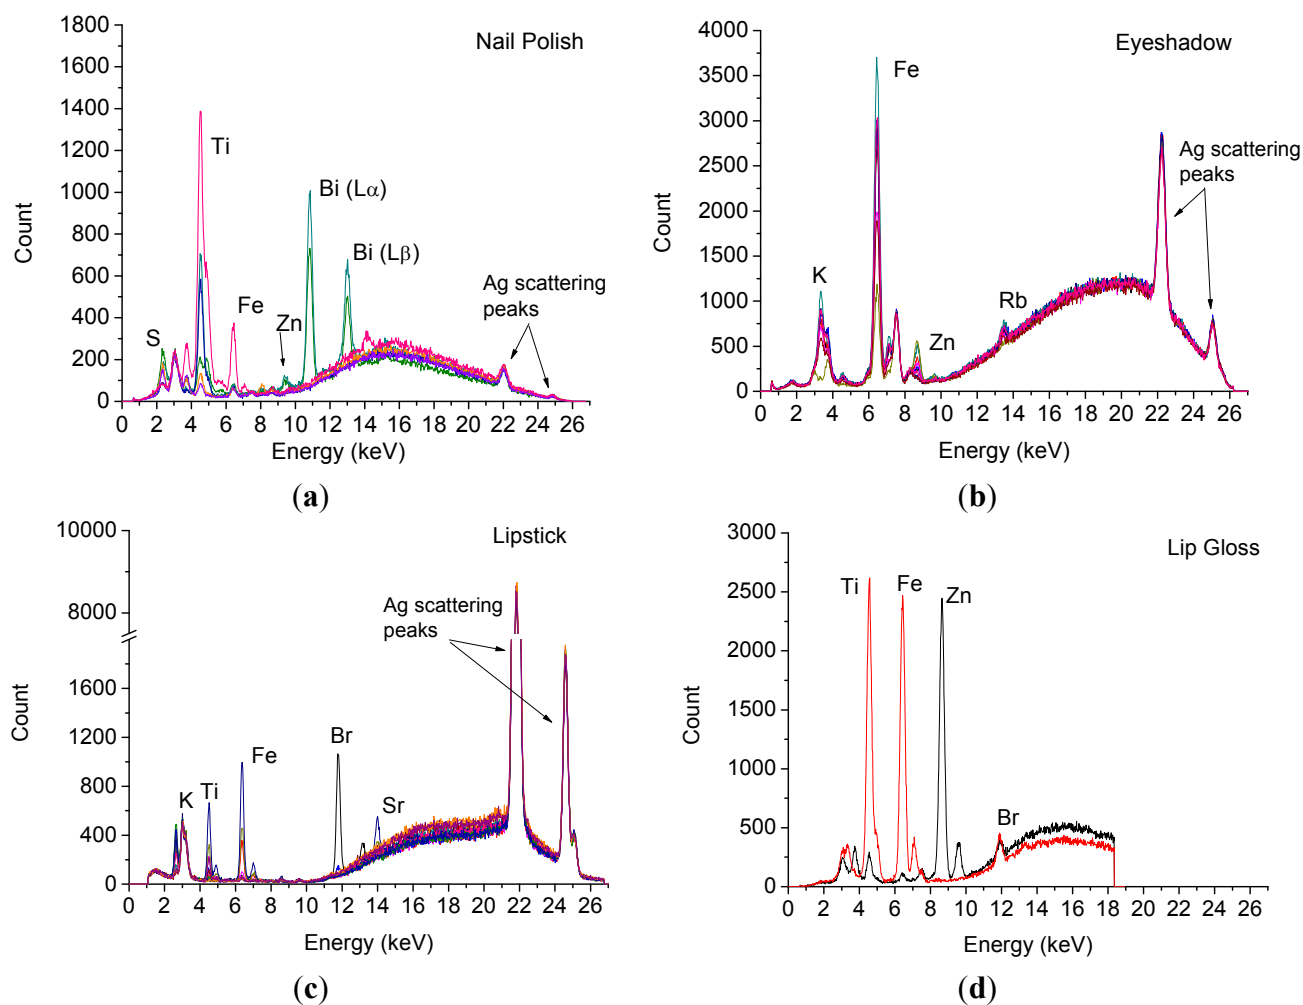 Nail Polish
1800
1600
1400
1200
1000
800
600
400
200
0
Count
S
Ti
Fe
Zn
Bi (Lα)
Bi (Lβ)
Ag scattering
peaks
0 2 4 6 8 10 12 14 16 18 20 22 24 26
Energy (keV)
(a)
Eyeshadow
4000
3500
3000
2500
2000
1500
1000
500
0
Count
K
Fe
Zn
Rb
Ag scattering
peaks
0 2 4 6 8 10 12 14 16 18 20 22 24 26
Energy (keV)
(b)
Lipstick
10000
8000
1600
1200
800
400
0
Count
K
Ti
Fe
Br
Sr
Ag scattering
peaks
0 2 4 6 8 10 12 14 16 18 20 22 24 26
Energy (keV)
(c)
Lip Gloss
3000
2500
2000
1500
1000
500
0
Count
Ti
Fe
Zn
Br
0 2 4 6 8 10 12 14 16 18 20 22 24 26
Energy (keV)
(d)